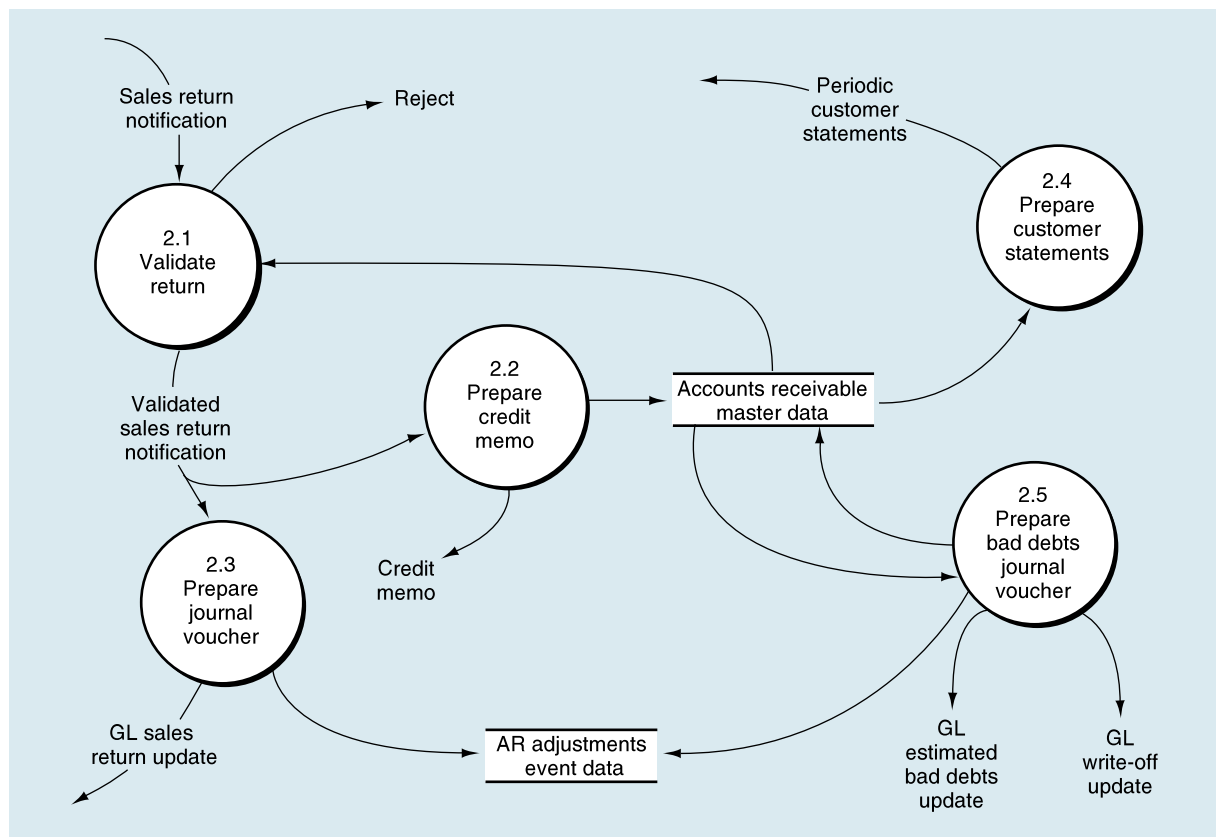 Sales return
notification
Reject
Periodic
customer
statements
2.4
Prepare
customer
statements
2.1
Validate
return
2.2
Prepare
credit
memo
Accounts receivable
master data
Validated
sales return
notification
2.5
Prepare
bad debts
journal
voucher
2.3
Prepare
journal
voucher
Credit
memo
GL sales
return update
AR adjustments
event data
GL
estimated
bad debts
update
GL
write-off
update